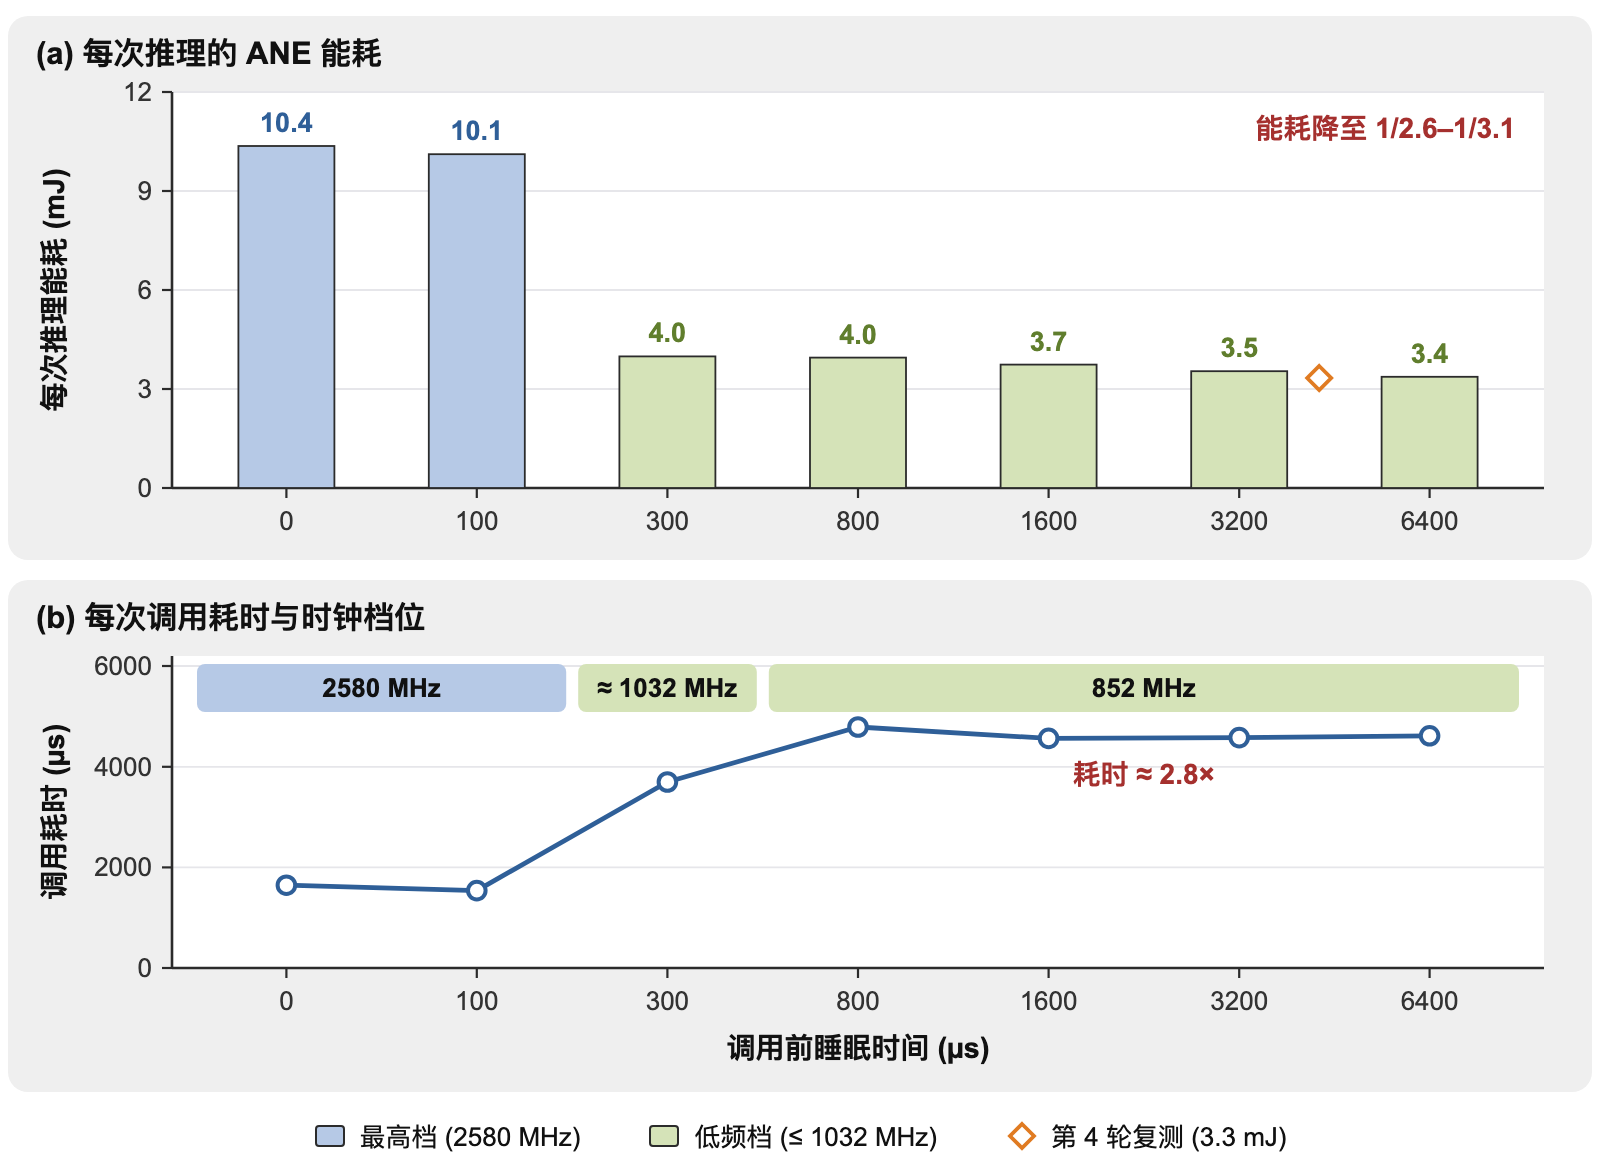 (a) 每次推理的 ANE 能耗
每次推理能耗 (mJ)
12
9
6
3
0
10.4
10.1
4.0
4.0
3.7
3.5
3.4
能耗降至 1/2.6–1/3.1
0
100
300
800
1600
3200
6400
(b) 每次调用耗时与时钟档位
调用耗时 (μs)
6000
4000
2000
0
2580 MHz
≈ 1032 MHz
852 MHz
耗时 ≈ 2.8×
0
100
300
800
1600
3200
6400
调用前睡眠时间 (μs)
最高档 (2580 MHz)
低频档 (≤ 1032 MHz)
第 4 轮复测 (3.3 mJ)